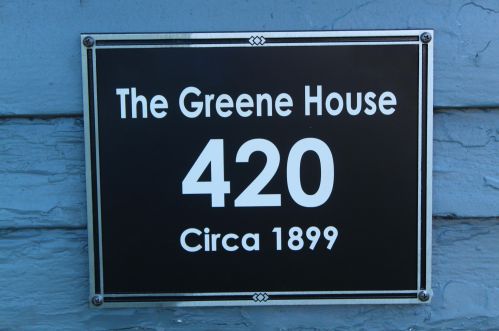 The Greene House
420
Circa 1899